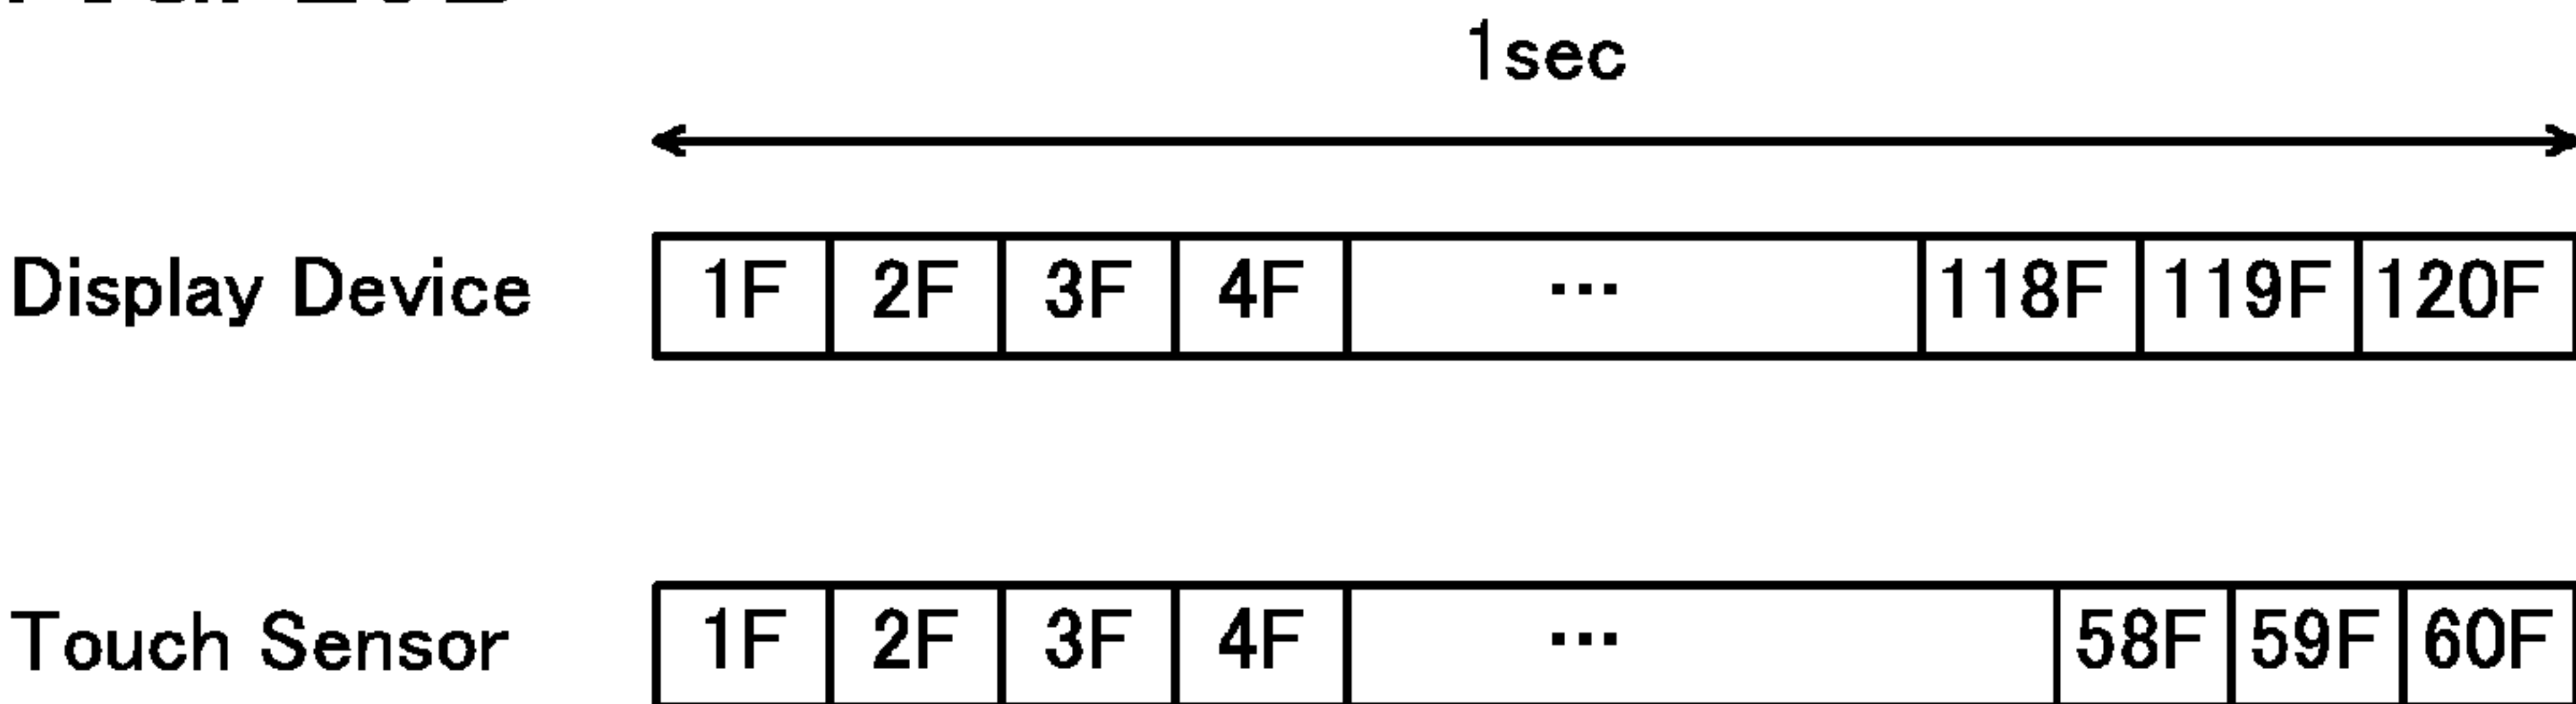 1sec
Display Device 1F 2F 3F 4F ... 118F 119F 120F
Touch Sensor 1F 2F 3F 4F ... 58F 59F 60F